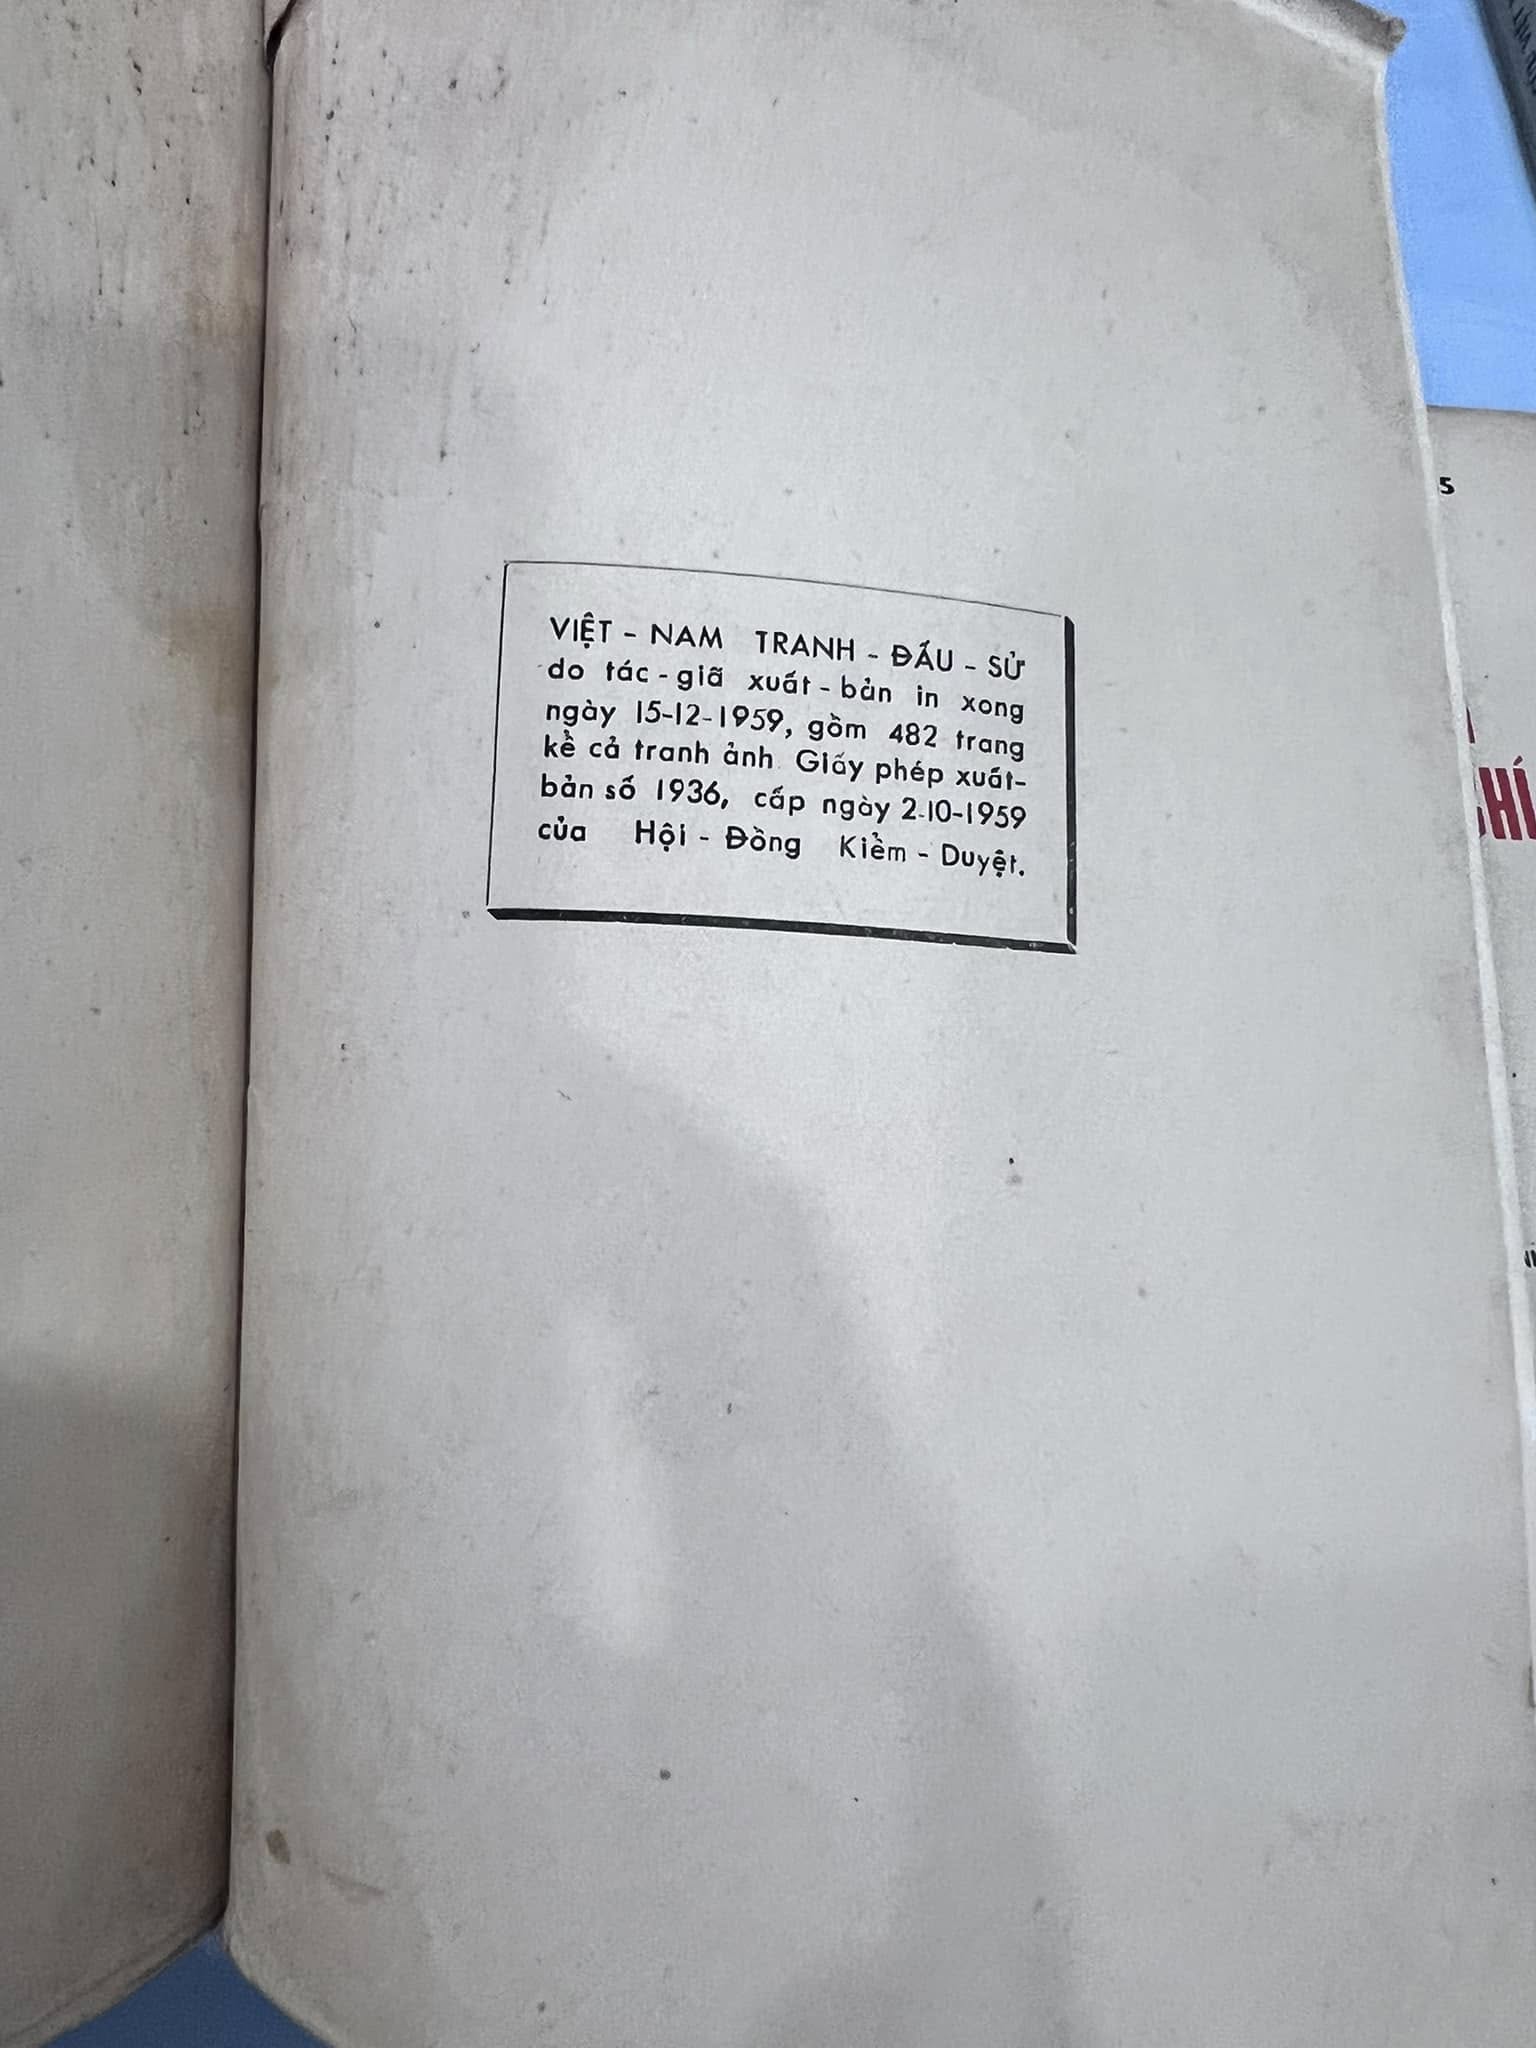 VIỆT - NAM TRANH - ĐẤU - SỬ
do tác - giã xuất - bản in xong
ngày 15-12-1959, gồm 482 trang
kể cả tranh ảnh Giấy phép xuất-
bản số 1936, cấp ngày 2-10-1959
của Hội - Đồng Kiểm - Duyệt.
5
HÍ